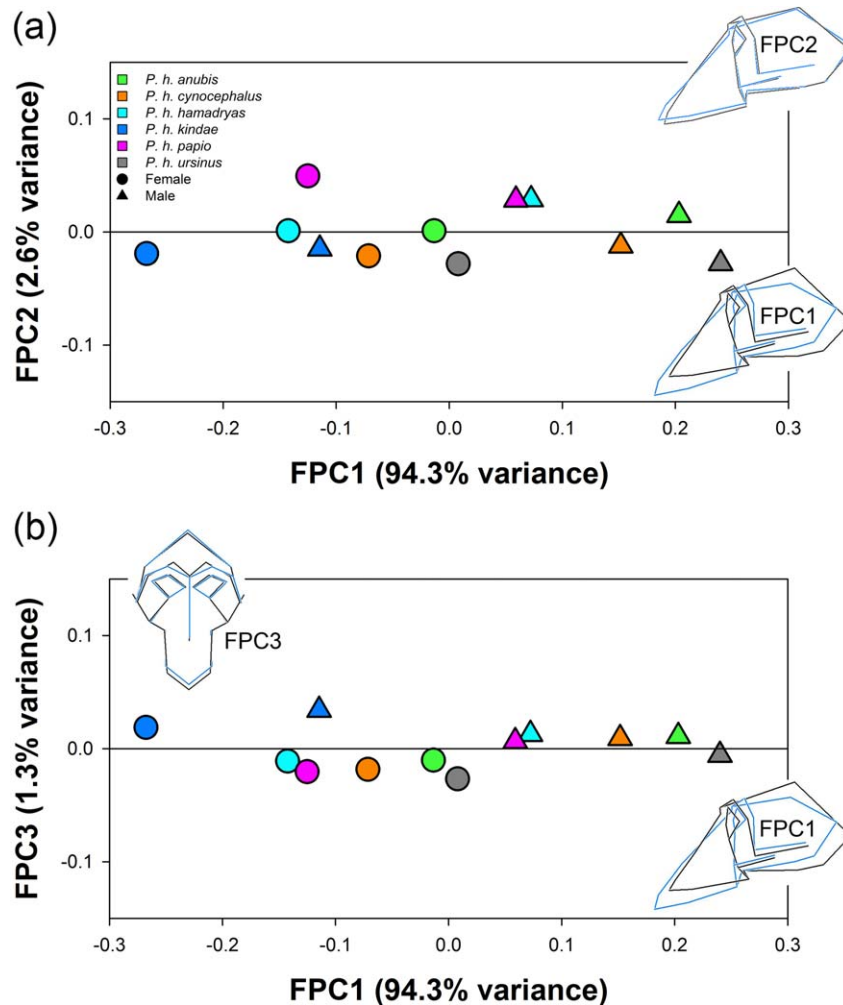 (a)
FPC2
0.1
P. h. anubis
P. h. cynocephalus
P. h. hamadryas
P. h. kindae
P. h. papio
P. h. ursinus
Female
Male
0.0
-0.1
FPC2 (2.6% variance)
FPC1
-0.3 -0.2 -0.1 0.0 0.1 0.2 0.3
FPC1 (94.3% variance)
(b)
FPC3
0.1
0.0
-0.1
FPC3 (1.3% variance)
FPC1
-0.3 -0.2 -0.1 0.0 0.1 0.2 0.3
FPC1 (94.3% variance)